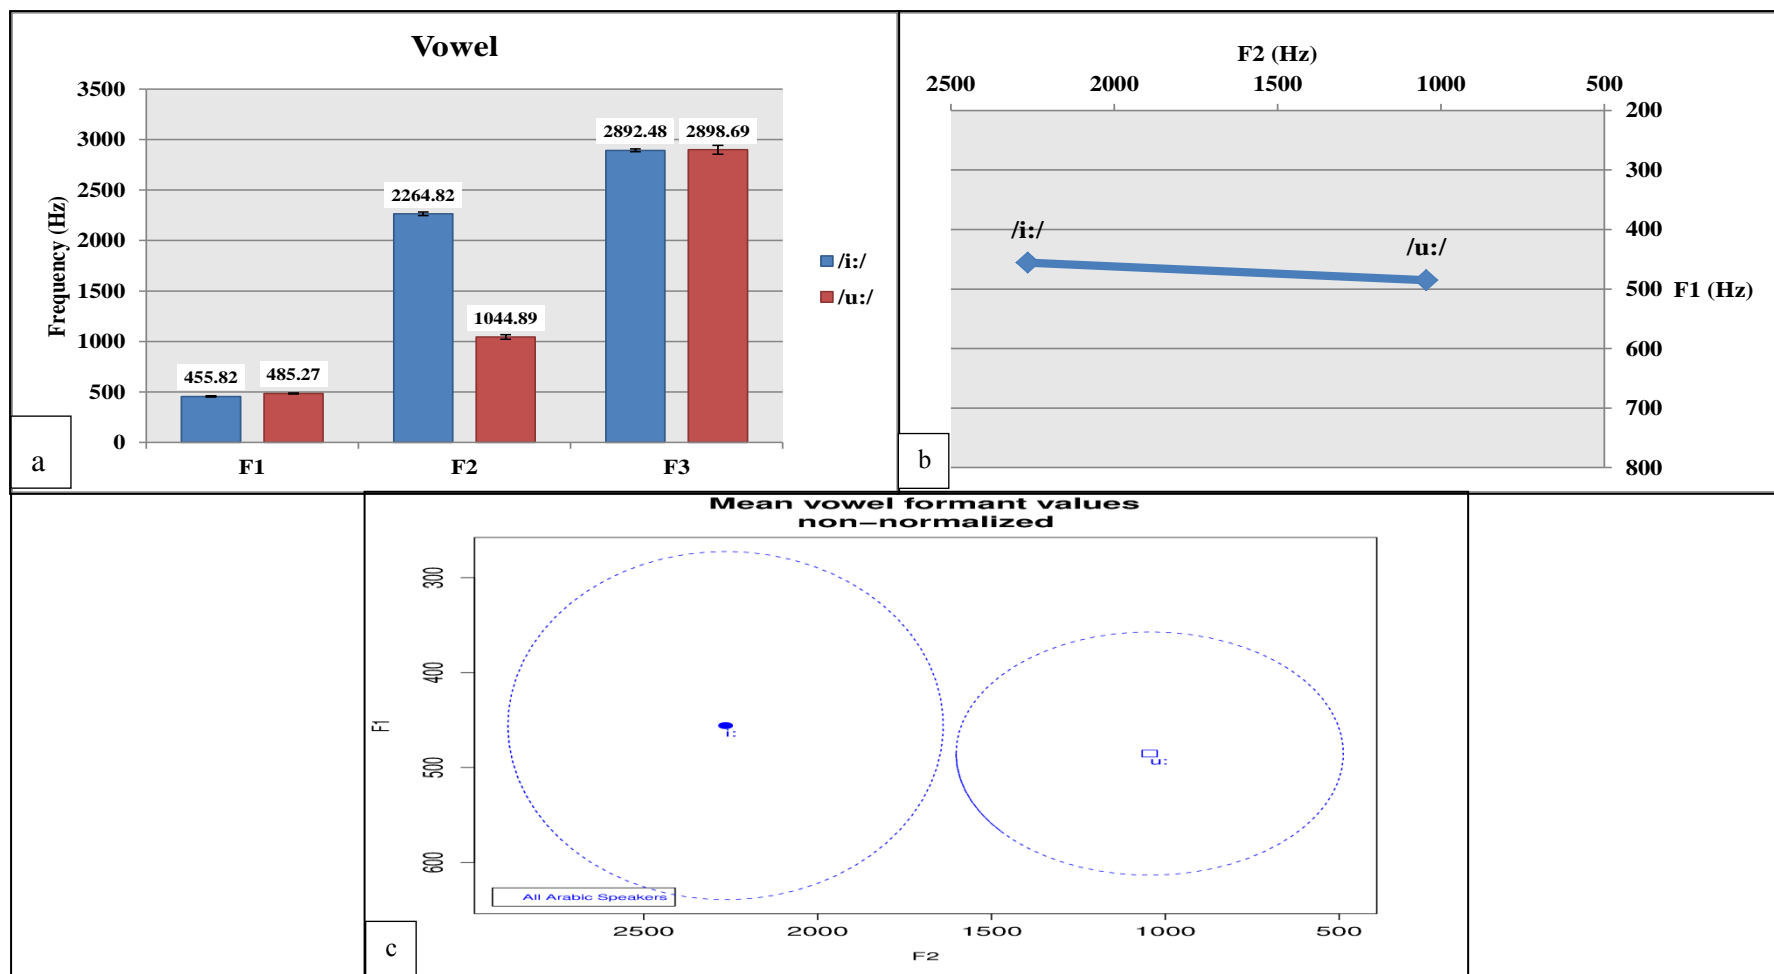 Vowel
3500
3000
2500
2000
1500
1000
500
0
Frequency (Hz)
455.82
485.27
2264.82
1044.89
2892.48
2898.69
F1
F2
F3
/i:/
/u:/
a
F2 (Hz)
2500
2000
1500
1000
500
200
300
400
500
600
700
800
F1 (Hz)
/i:/
/u:/
b
Mean vowel formant values
non-normalized
300
400
500
600
F1
i:
u:
All Arabic Speakers
2500
2000
1500
1000
500
F2
c